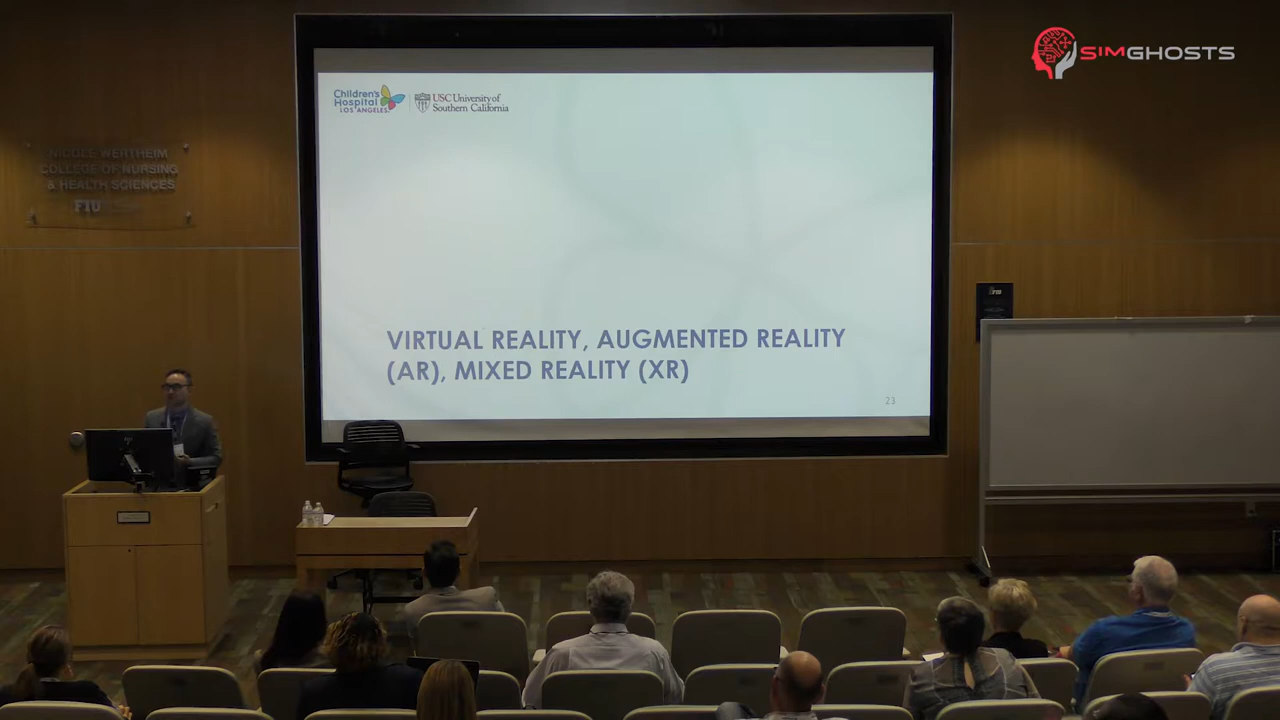 SIMGHOSTS
Children's
Hospital
LOS ANGELES
USC University of
Southern California
NICOLE WERTHEIM
COLLEGE OF NURSING
& HEALTH SCIENCES
FIU
VIRTUAL REALITY, AUGMENTED REALITY
(AR), MIXED REALITY (XR)
23
FIU